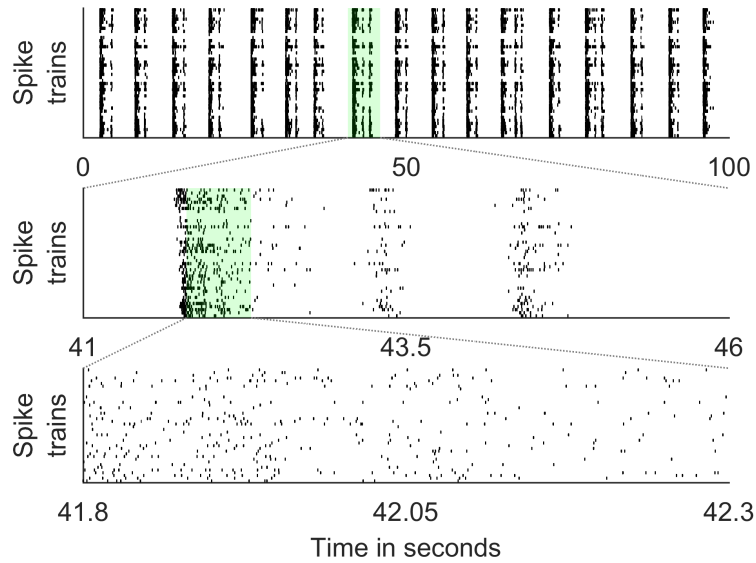 Spike
trains
0 50 100
Spike
trains
41 43.5 46
Spike
trains
41.8 42.05 42.3
Time in seconds